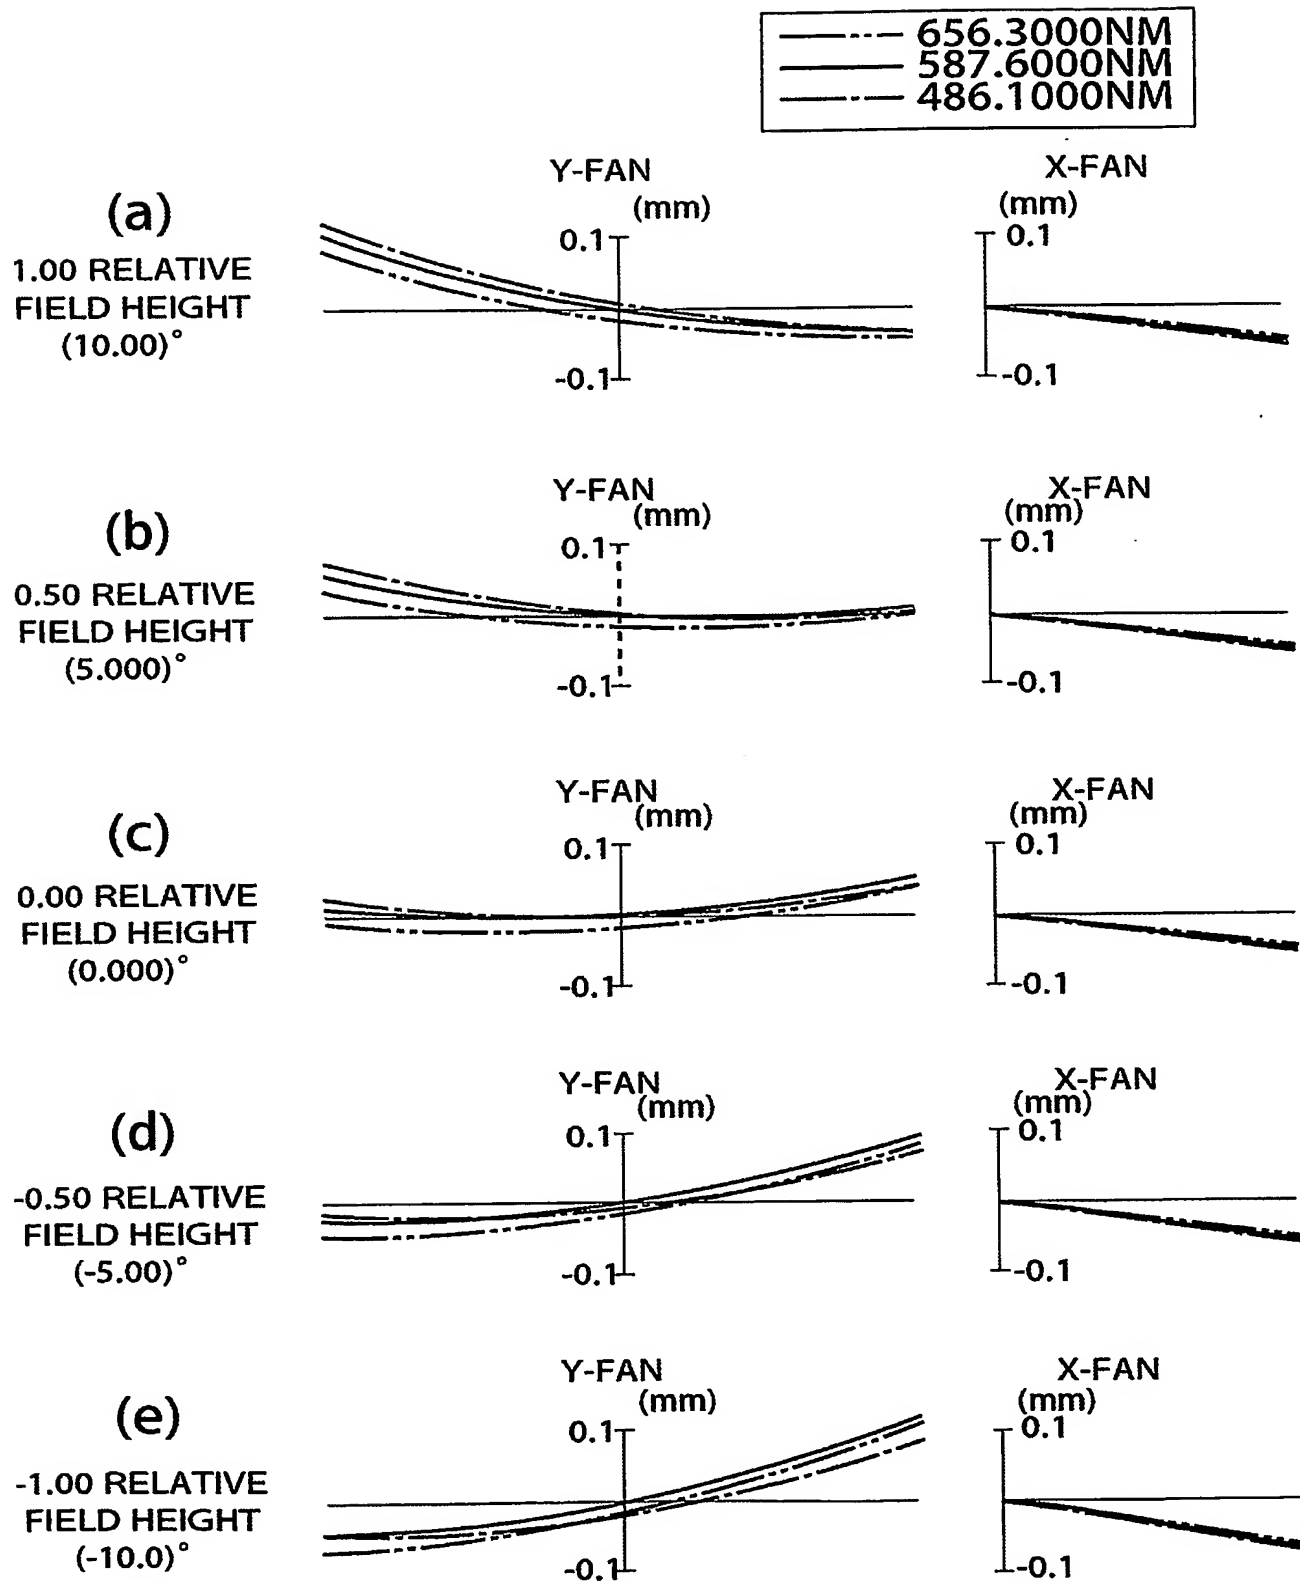 656.3000NM
587.6000NM
486.1000NM
Y-FAN
X-FAN
(a)
(mm)
(mm)
0.1
0.1
1.00 RELATIVE
FIELD HEIGHT
(10.00)°
-0.1
-0.1
Y-FAN
X-FAN
(b)
(mm)
(mm)
0.1
0.1
0.50 RELATIVE
FIELD HEIGHT
(5.000)°
-0.1
-0.1
Y-FAN
X-FAN
(c)
(mm)
(mm)
0.1
0.1
0.00 RELATIVE
FIELD HEIGHT
(0.000)°
-0.1
-0.1
Y-FAN
X-FAN
(d)
(mm)
(mm)
0.1
0.1
-0.50 RELATIVE
FIELD HEIGHT
(-5.00)°
-0.1
-0.1
Y-FAN
X-FAN
(e)
(mm)
(mm)
0.1
0.1
-1.00 RELATIVE
FIELD HEIGHT
(-10.0)°
-0.1
-0.1